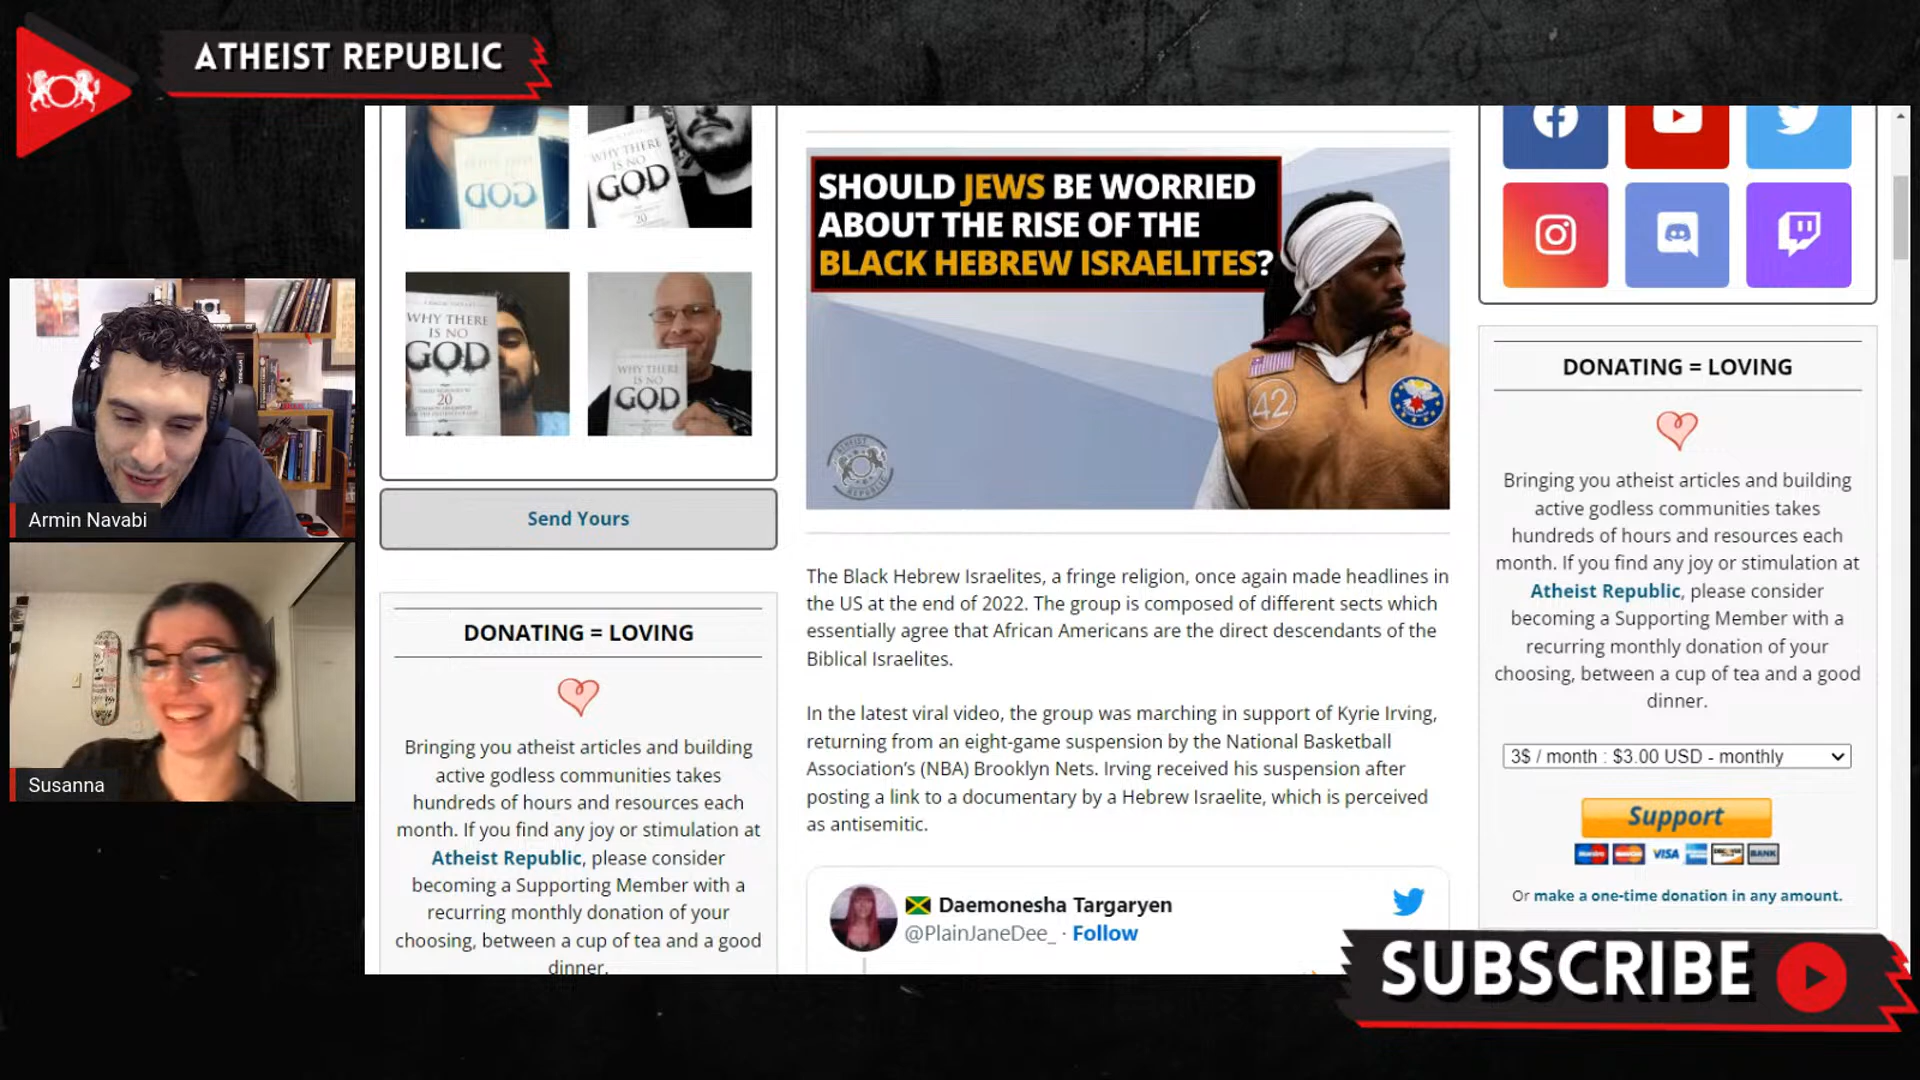 ATHEIST REPUBLIC
WHY THERE
IS NO
GOD
20
WHY THERE
IS NO
GOD
20
WHY THERE
IS NO
GOD
Send Yours
DONATING = LOVING
Bringing you atheist articles and building
active godless communities takes
hundreds of hours and resources each
month. If you find any joy or stimulation at
Atheist Republic, please consider
becoming a Supporting Member with a
recurring monthly donation of your
choosing, between a cup of tea and a good
dinner.
SHOULD JEWS BE WORRIED
ABOUT THE RISE OF THE
BLACK HEBREW ISRAELITES?
42
ATHEIST
REPUBLIC
The Black Hebrew Israelites, a fringe religion, once again made headlines in
the US at the end of 2022. The group is composed of different sects which
essentially agree that African Americans are the direct descendants of the
Biblical Israelites.
In the latest viral video, the group was marching in support of Kyrie Irving,
returning from an eight-game suspension by the National Basketball
Association's (NBA) Brooklyn Nets. Irving received his suspension after
posting a link to a documentary by a Hebrew Israelite, which is perceived
as antisemitic.
Daemonesha Targaryen
@PlainJaneDee_ · Follow
DONATING = LOVING
Bringing you atheist articles and building
active godless communities takes
hundreds of hours and resources each
month. If you find any joy or stimulation at
Atheist Republic, please consider
becoming a Supporting Member with a
recurring monthly donation of your
choosing, between a cup of tea and a good
dinner.
3$ / month : $3.00 USD - monthly
Support
VISA
BANK
Or make a one-time donation in any amount.
Armin Navabi
Susanna
SUBSCRIBE